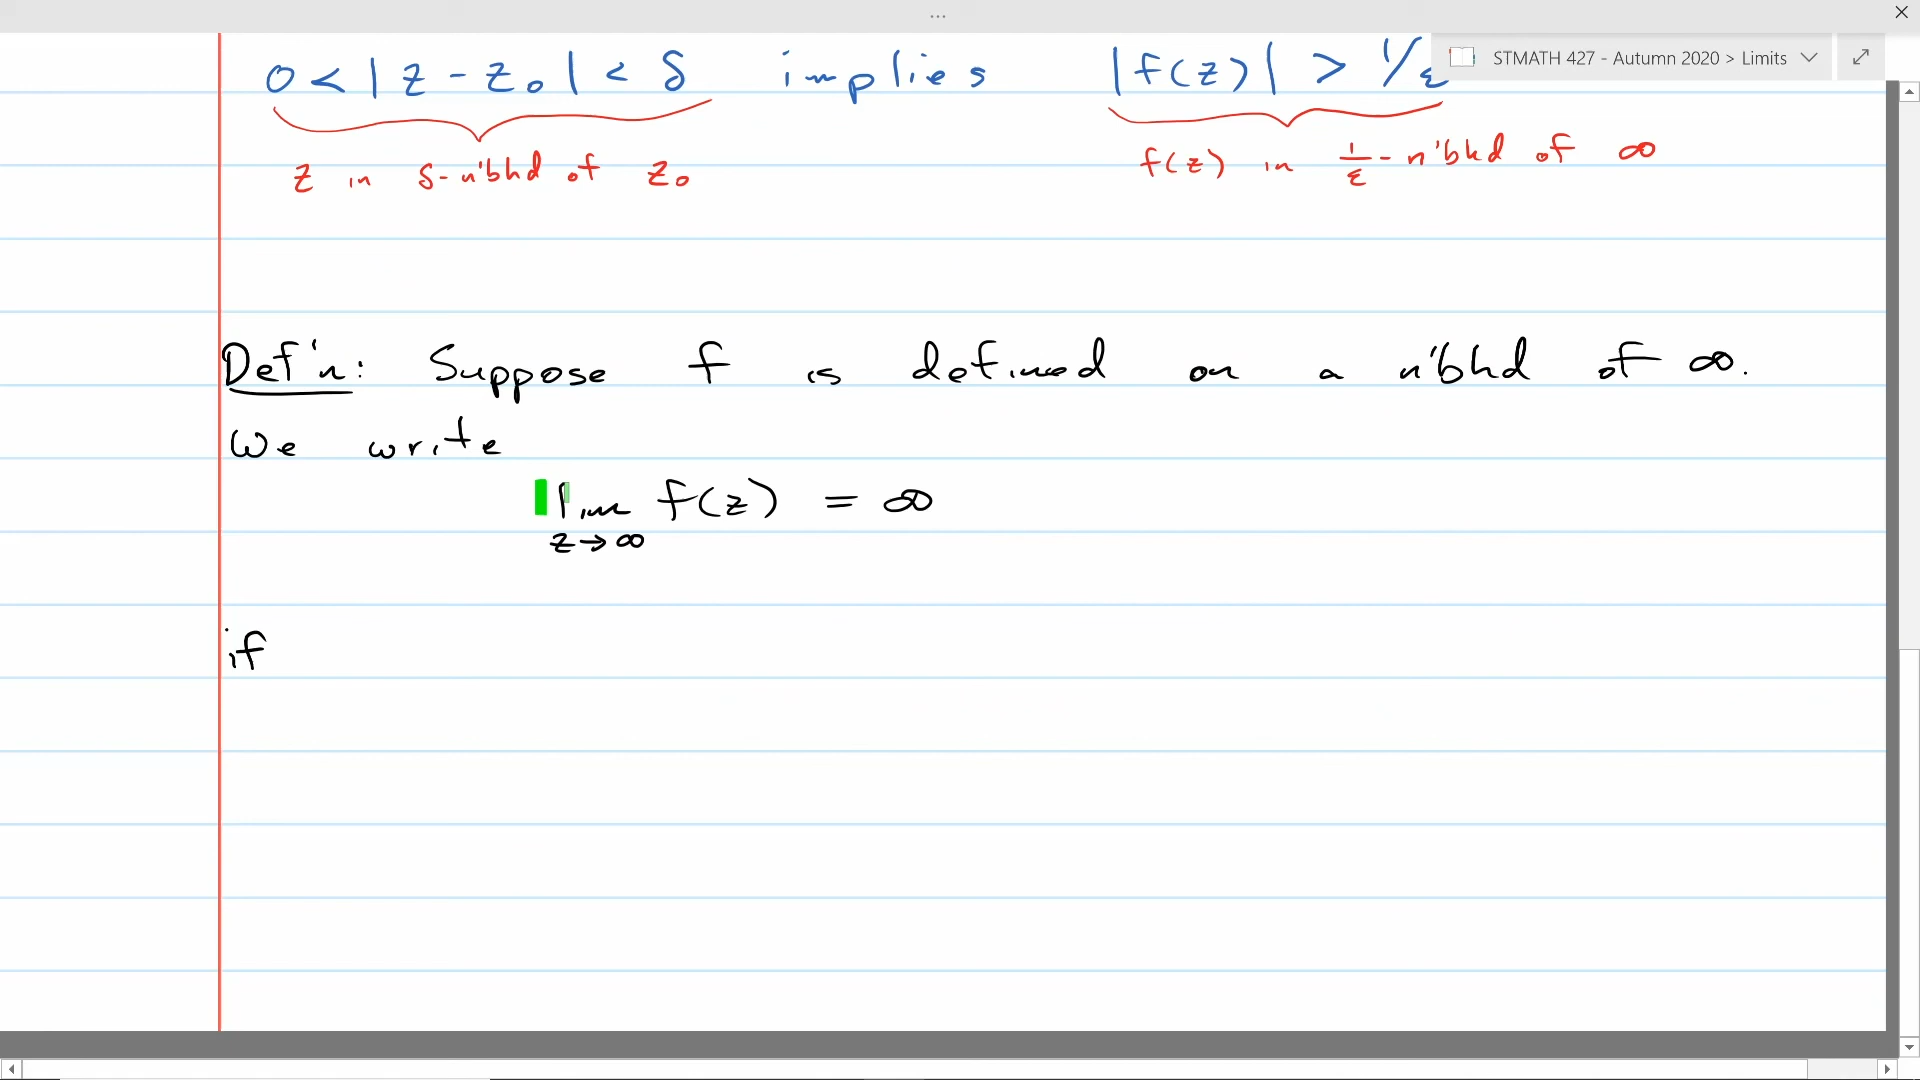 STMATH 427 - Autumn 2020 > Limits
0 < | z - z₀ | < δ implies |f(z)| > 1/ε
z in δ-n'bhd of z₀ f(z) in 1/ε - n'bhd of ∞
Def'n: Suppose f is defined on a n'bhd of ∞.
We write
lim f(z) = ∞
z→∞
if